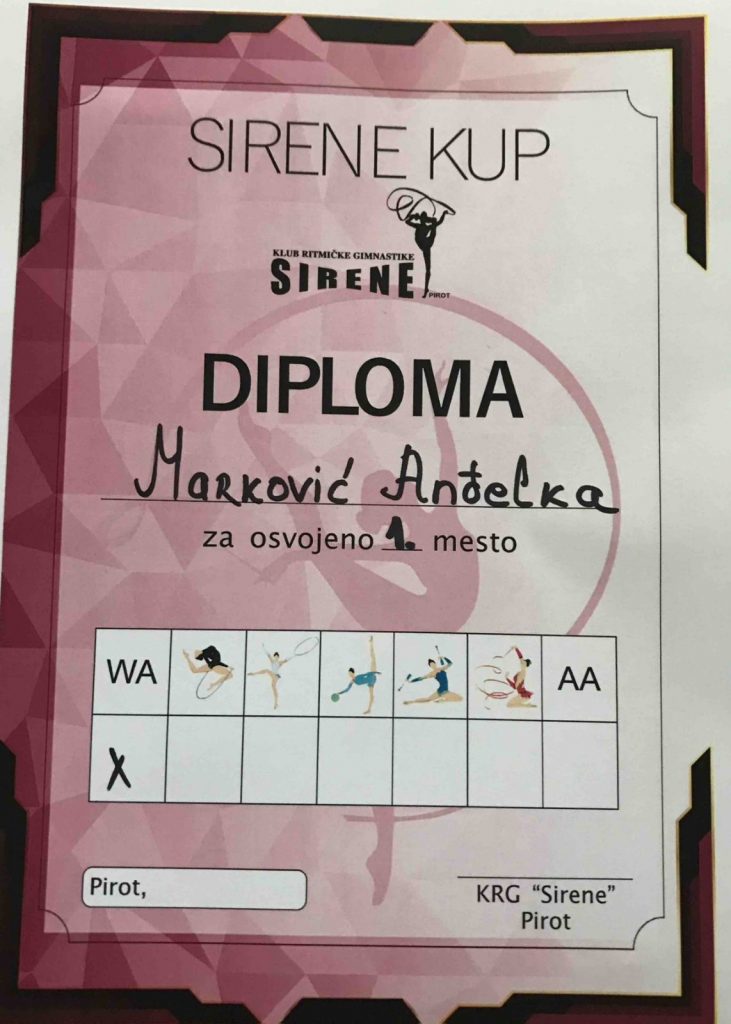 SIRENE KUP
KLUB RITMIČKE GIMNASTIKE
SIRENE
PIROT
DIPLOMA
Marković Anđelka
za osvojeno 1. mesto
WA AA
X
Pirot,
KRG “Sirene”
Pirot